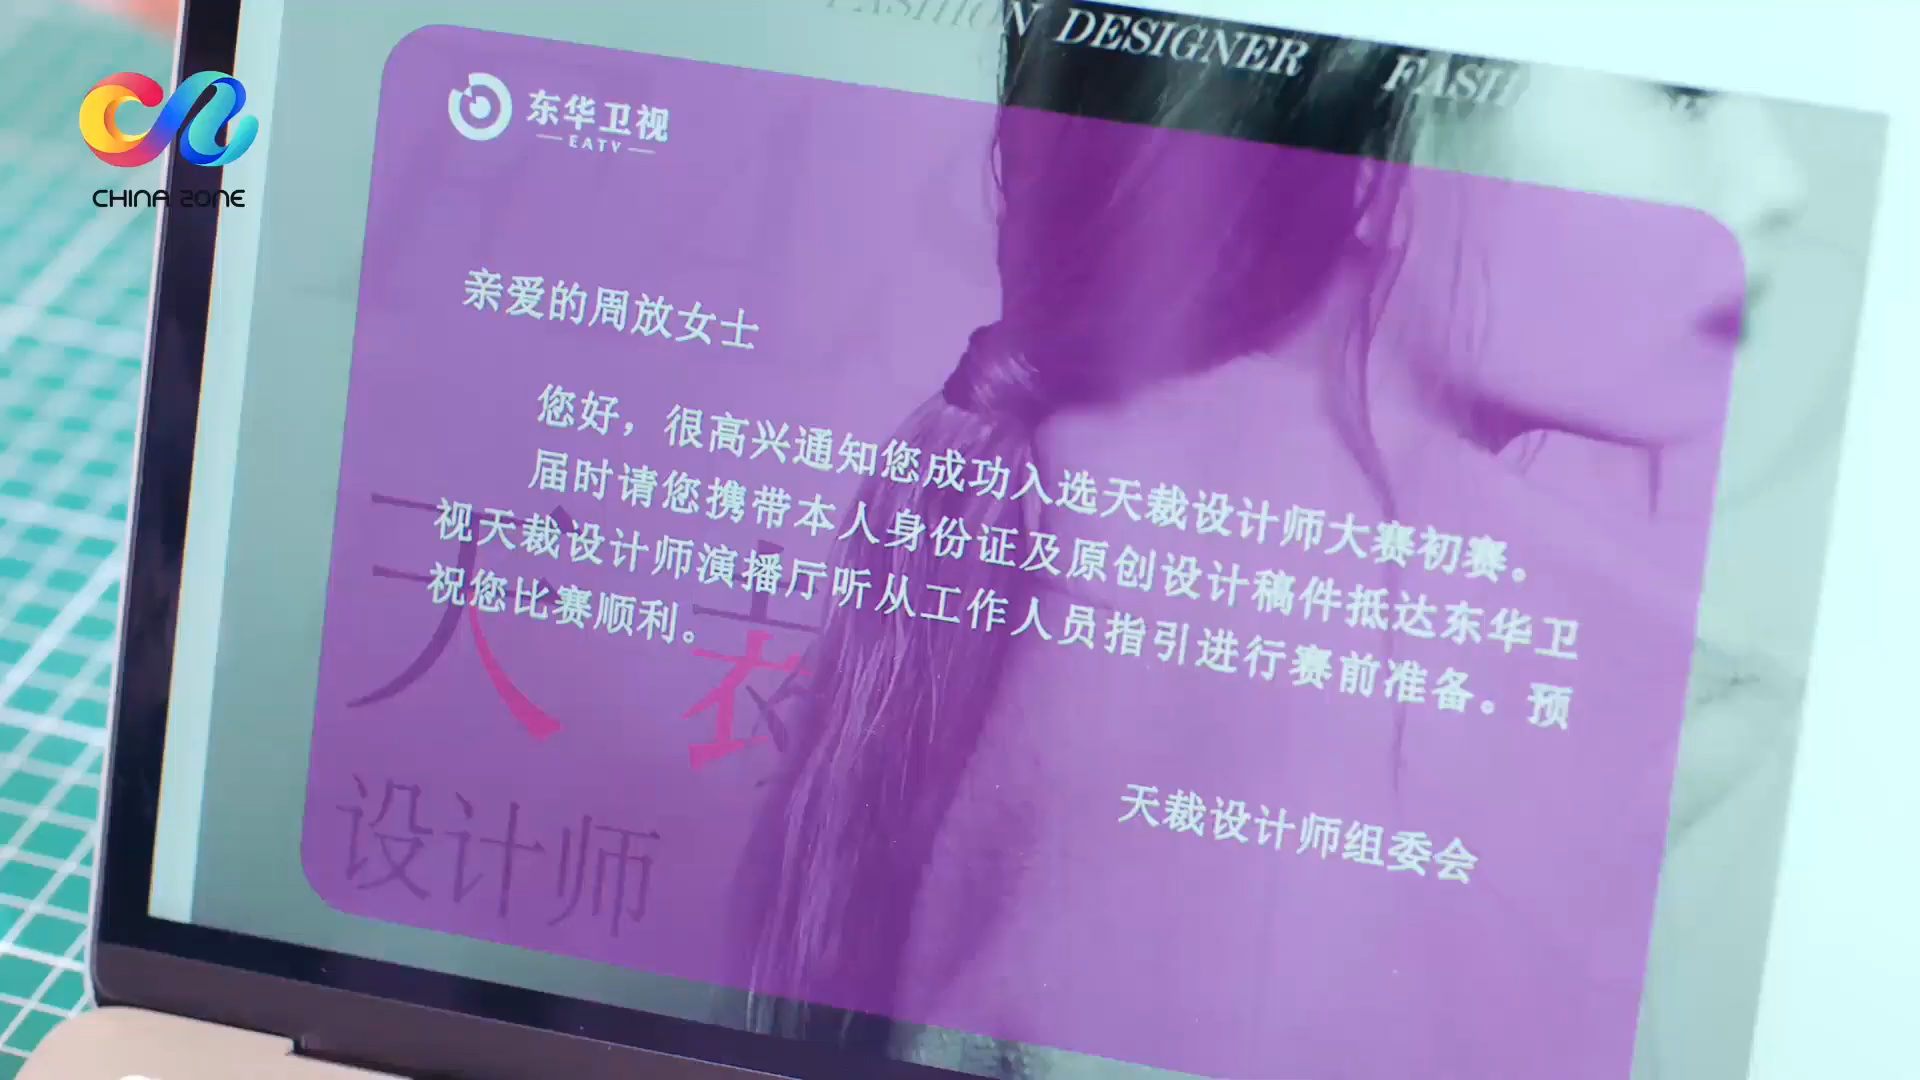 FASHION DESIGNER FASH
CHINA ZONE
东华卫视
EATV
亲爱的周放女士
您好，很高兴通知您成功入选天裁设计师大赛初赛。
届时请您携带本人身份证及原创设计稿件抵达东华卫
视天裁设计师演播厅听从工作人员指引进行赛前准备。预
祝您比赛顺利。
天裁
设计师
天裁设计师组委会